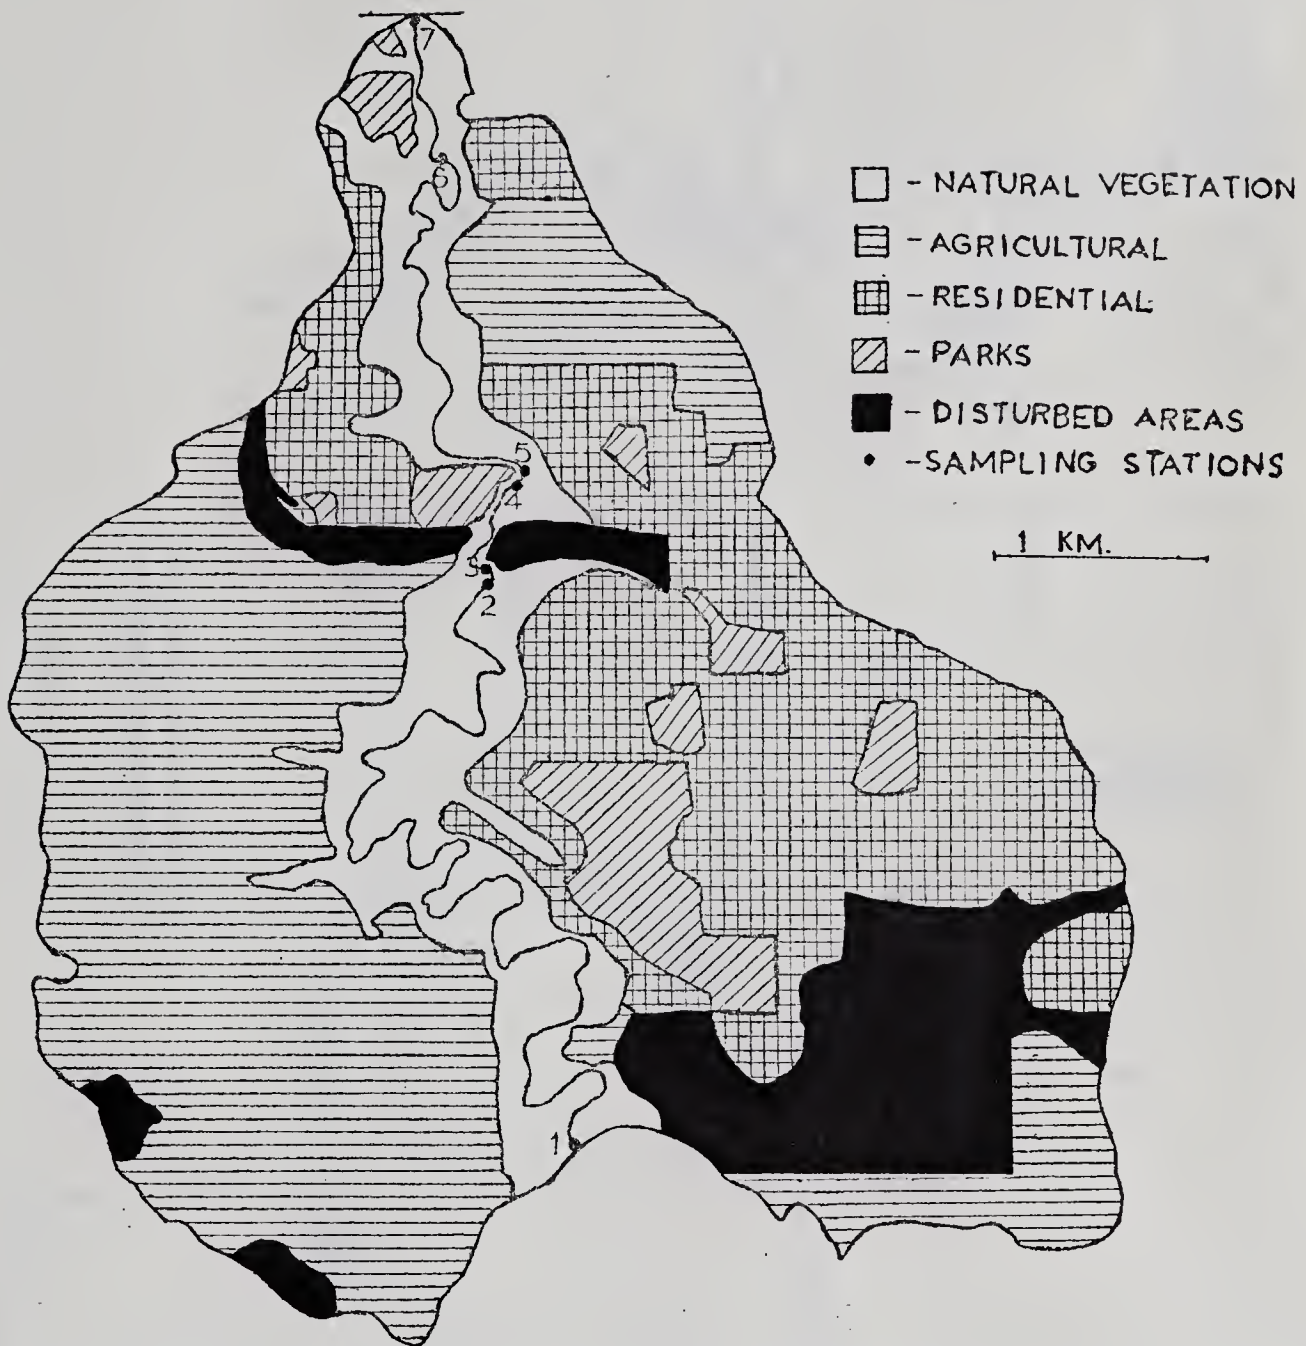 7
6
- NATURAL VEGETATION
- AGRICULTURAL
- RESIDENTIAL
- PARKS
- DISTURBED AREAS
- SAMPLING STATIONS
1 KM.
5
4
3
2
1